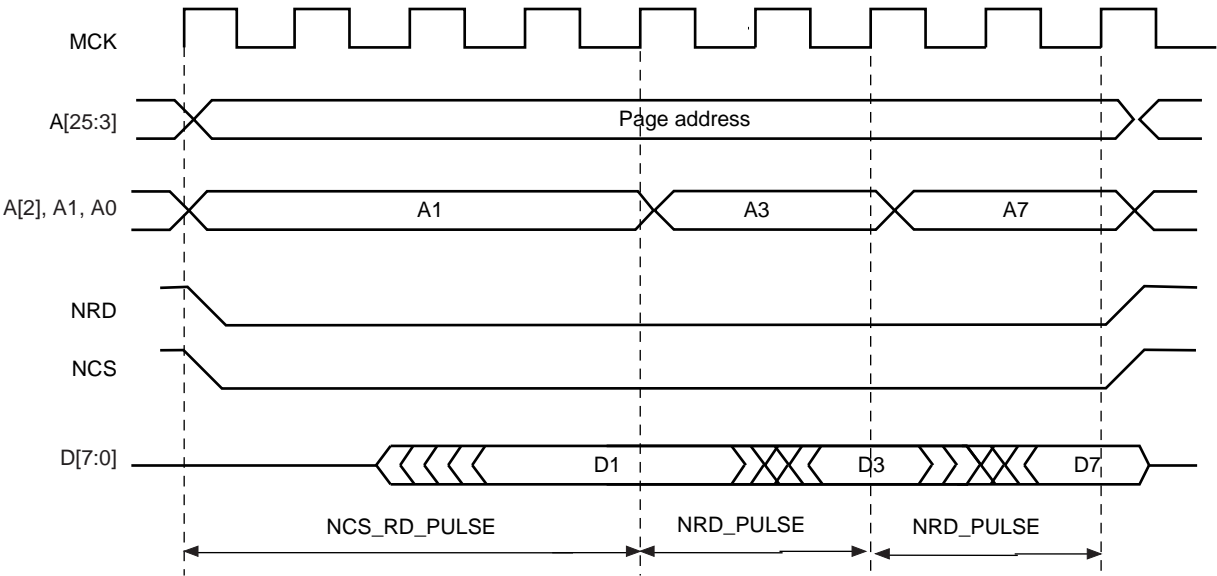 MCK
A[25:3]
Page address
A[2], A1, A0
A1
A3
A7
NRD
NCS
D[7:0]
D1
D3
D7
NCS_RD_PULSE
NRD_PULSE
NRD_PULSE